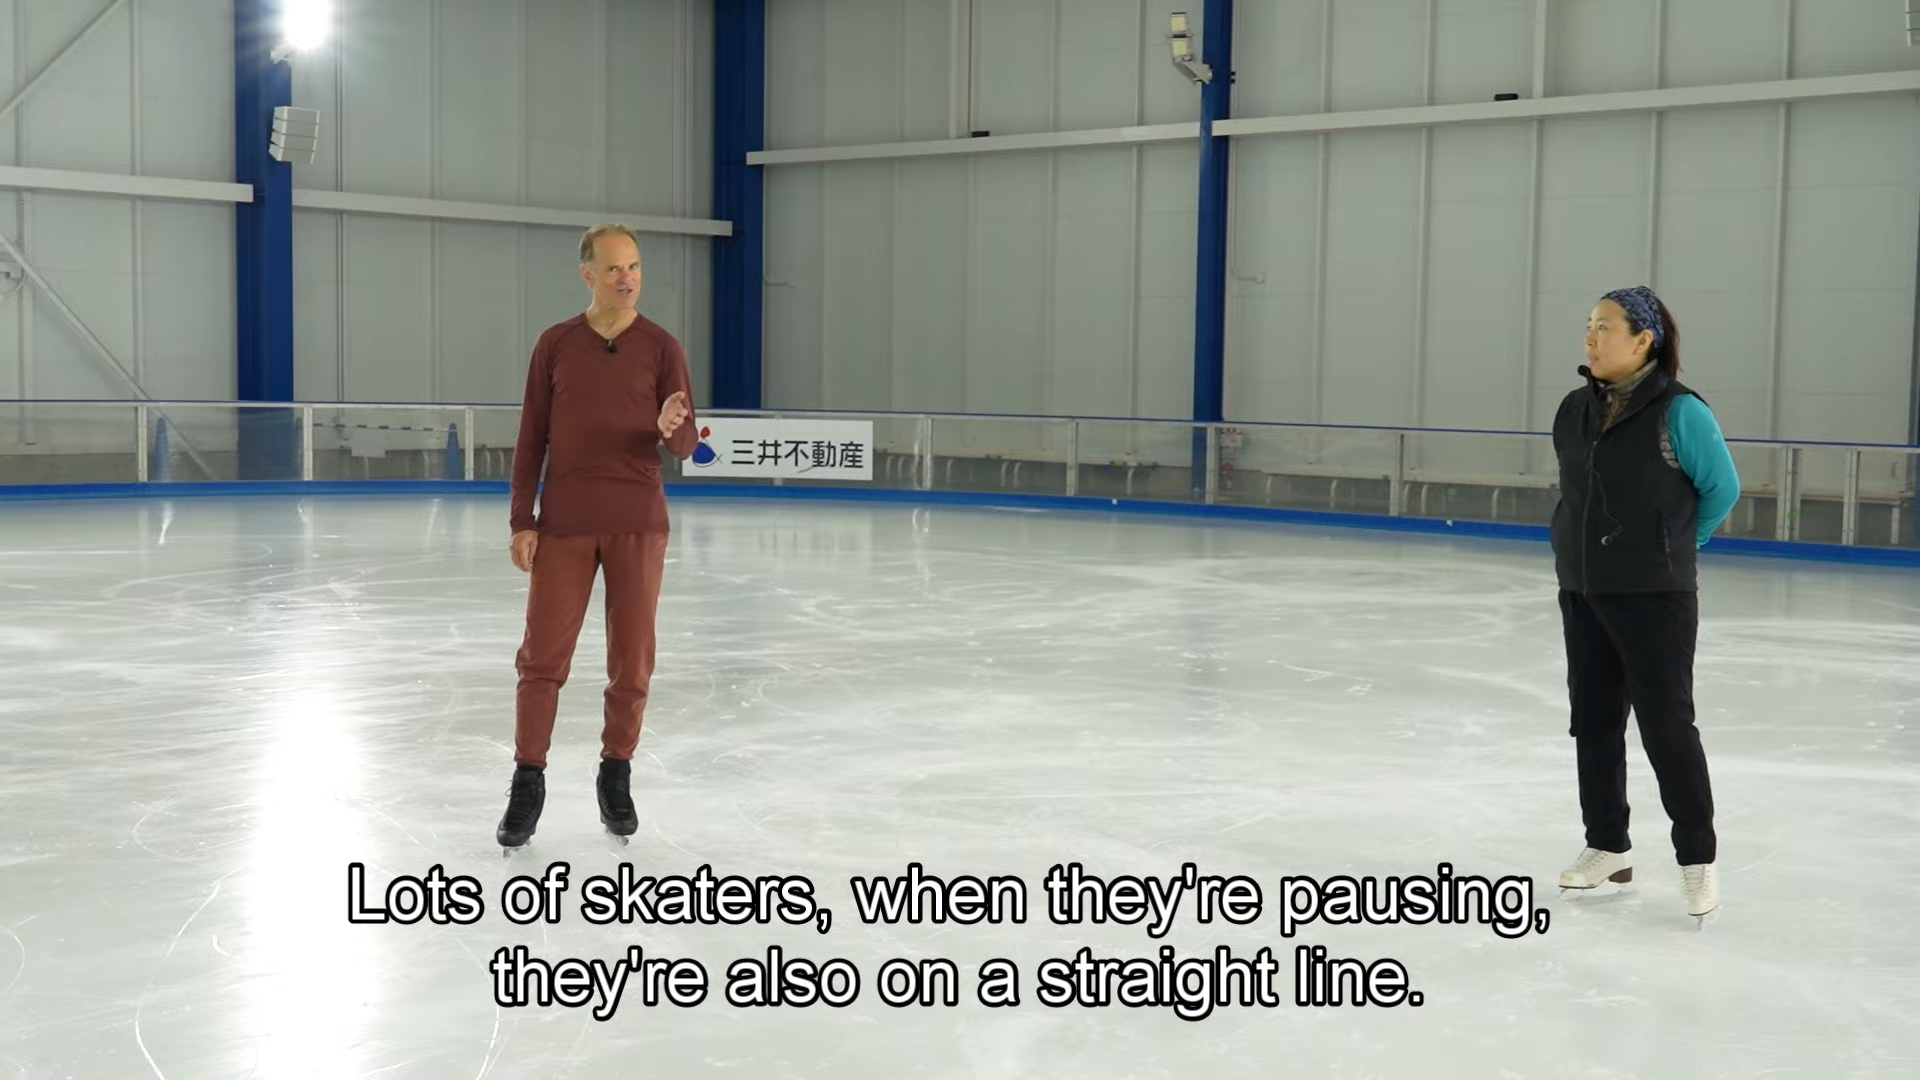 三井不動産
Lots of skaters, when they're pausing,
they're also on a straight line.